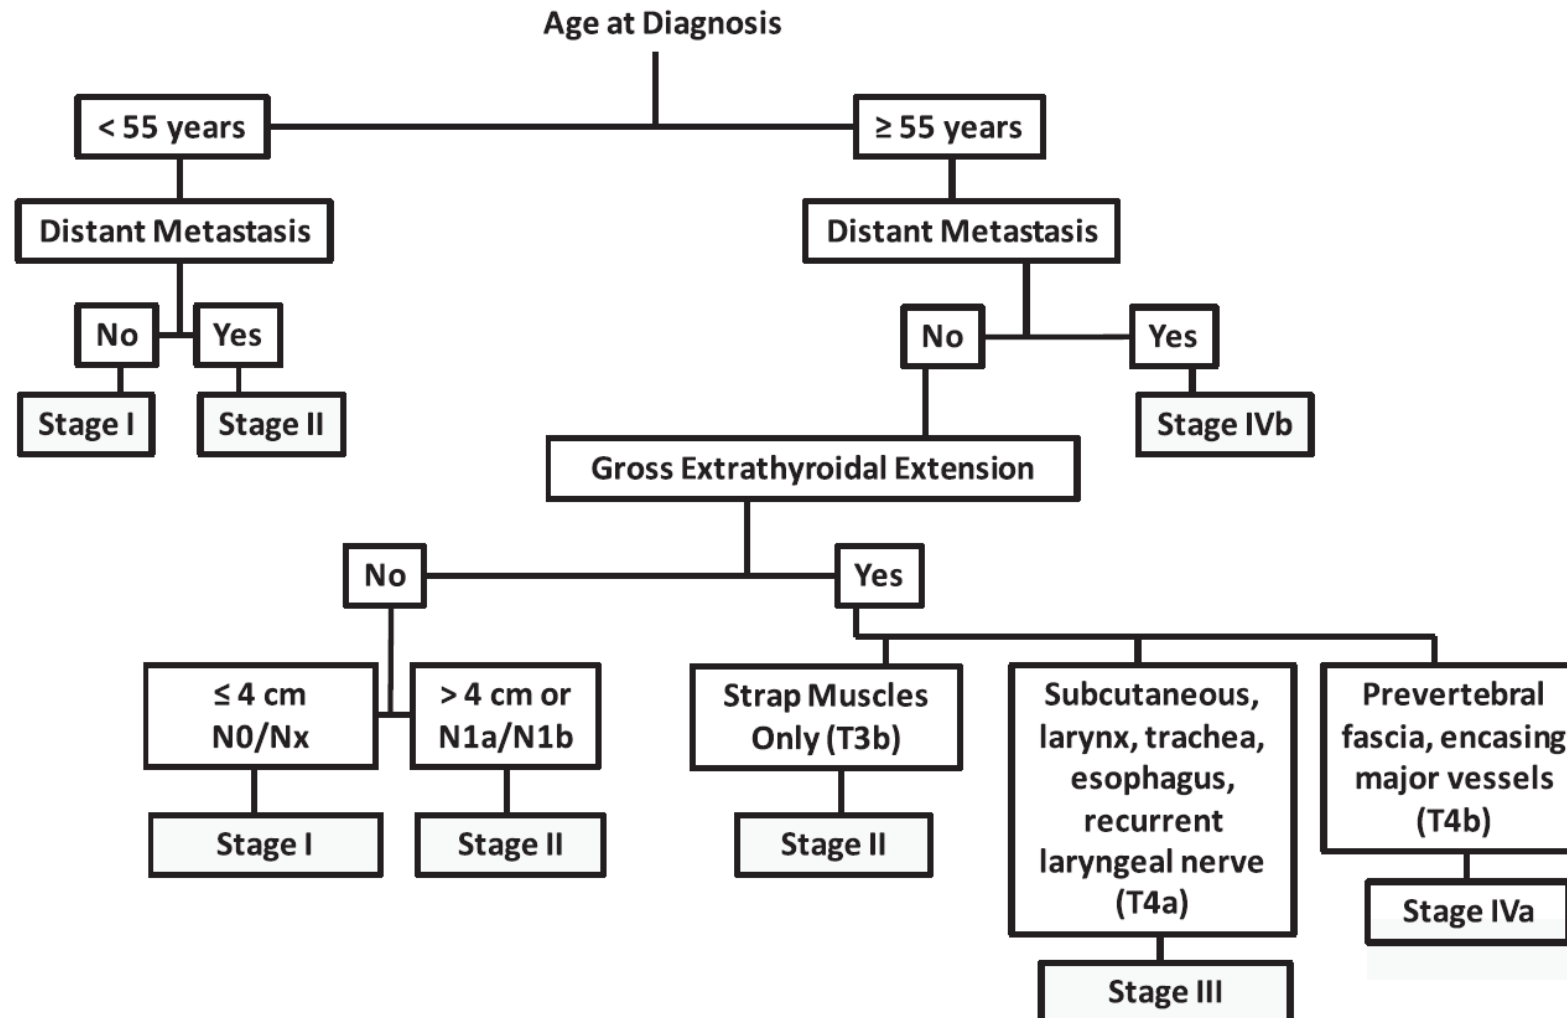 Age at Diagnosis
< 55 years
≥ 55 years
Distant Metastasis
Distant Metastasis
No
Yes
No
Yes
Stage I
Stage II
Stage IVb
Gross Extrathyroidal Extension
No
Yes
≤ 4 cm
N0/Nx
> 4 cm or
N1a/N1b
Strap Muscles
Only (T3b)
Subcutaneous,
larynx, trachea,
esophagus,
recurrent
laryngeal nerve
(T4a)
Prevertebral
fascia, encasing
major vessels
(T4b)
Stage I
Stage II
Stage II
Stage III
Stage IVa